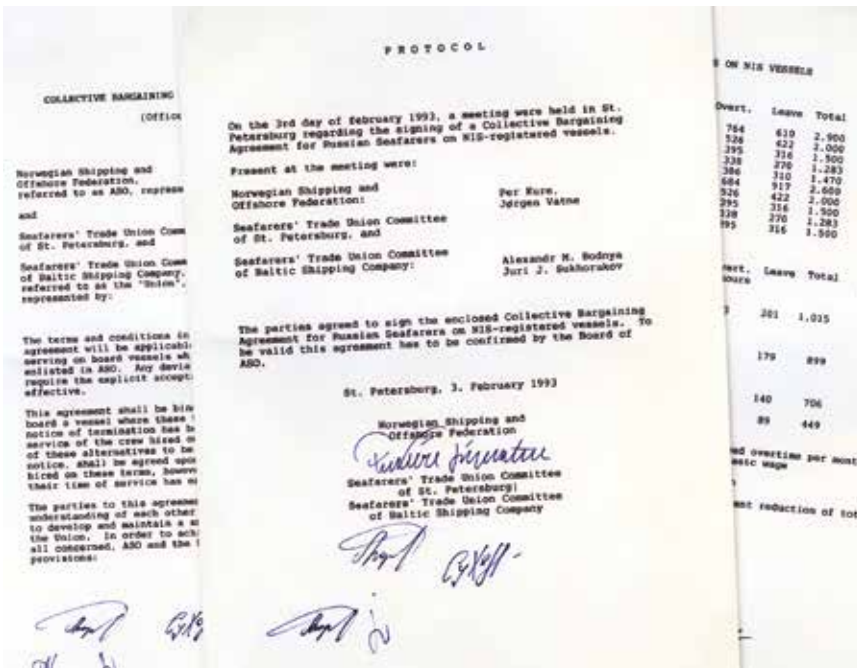 COLLECTIVE BARGAINING
(Offic
Norwegian Shipping and
Offshore Federation,
referred to as ASO, represe
and
Seafarers' Trade Union Comm
of St. Petersburg, and
Seafarers' Trade Union Comm
of Baltic Shipping Company,
referred to as the "Union",
represented by:
The terms and conditions in
agreement will be applicabl
serving on board vessels wh
enlisted in ASO. Any devia
require the explicit accept
effective.
This agreement shall be bin
board a vessel where these
notice of termination has b
service of the crew hired o
of these alternatives to be
notice, shall be agreed upo
hired on these terms, howev
their time of service has e
The parties to this agreeme
understanding of each other
to develop and maintain a s
the Union. In order to achi
all concerned, ASO and the
provisions:
PROTOCOL
On the 3rd day of february 1993, a meeting were held in St.
Petersburg regarding the signing of a Collective Bargaining
Agreement for Russian Seafarers on NIS-registered vessels.
Present at the meeting were:
Norwegian Shipping and
Offshore Federation: Per Kure,
Jørgen Vatne
Seafarers' Trade Union Committee
of St. Petersburg, and
Seafarers' Trade Union Committee
of Baltic Shipping Company: Alexandr M. Bodnya
Juri J. Sukhorukov
The parties agreed to sign the enclosed Collective Bargaining
Agreement for Russian Seafarers on NIS-registered vessels. To
be valid this agreement has to be confirmed by the Board of
ASO.
St. Petersburg, 3. February 1993
Norwegian Shipping and
Offshore Federation
Seafarers' Trade Union Committee
of St. Petersburg
Seafarers' Trade Union Committee
of Baltic Shipping Company
S ON NIS VESSELS
Overt. Leave Total
764 610 2.900
526 422 2.000
395 316 1.500
338 270 1.283
386 310 1.470
684 917 2.600
526 422 2.000
395 316 1.500
338 270 1.283
395 316 1.500
vert. Leave Total
hours
201 1,015
179 899
140 706
89 449
ed overtime per mont
asic wage
ent reduction of tot